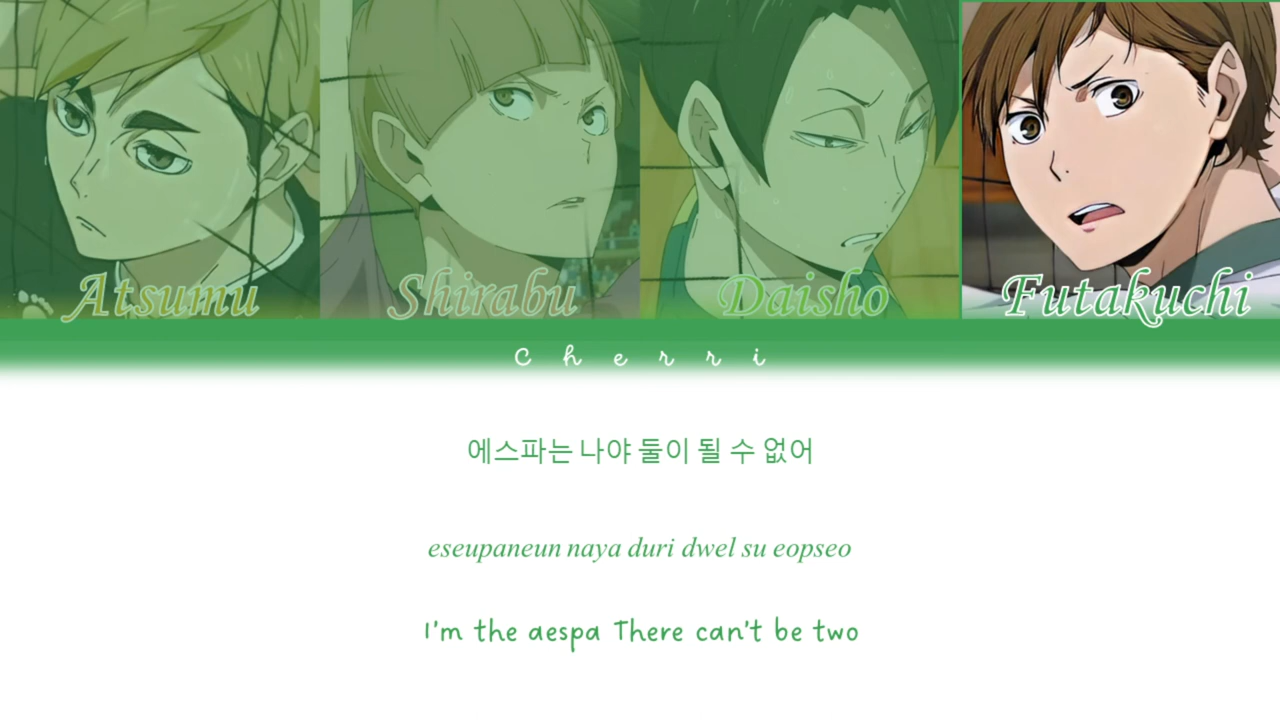 Atsumu Shirabu Daisho Futakuchi
Cherri
에스파는 나야 둘이 될 수 없어
eseupaneun naya duri dwel su eopseo
I'm the aespa There can't be two